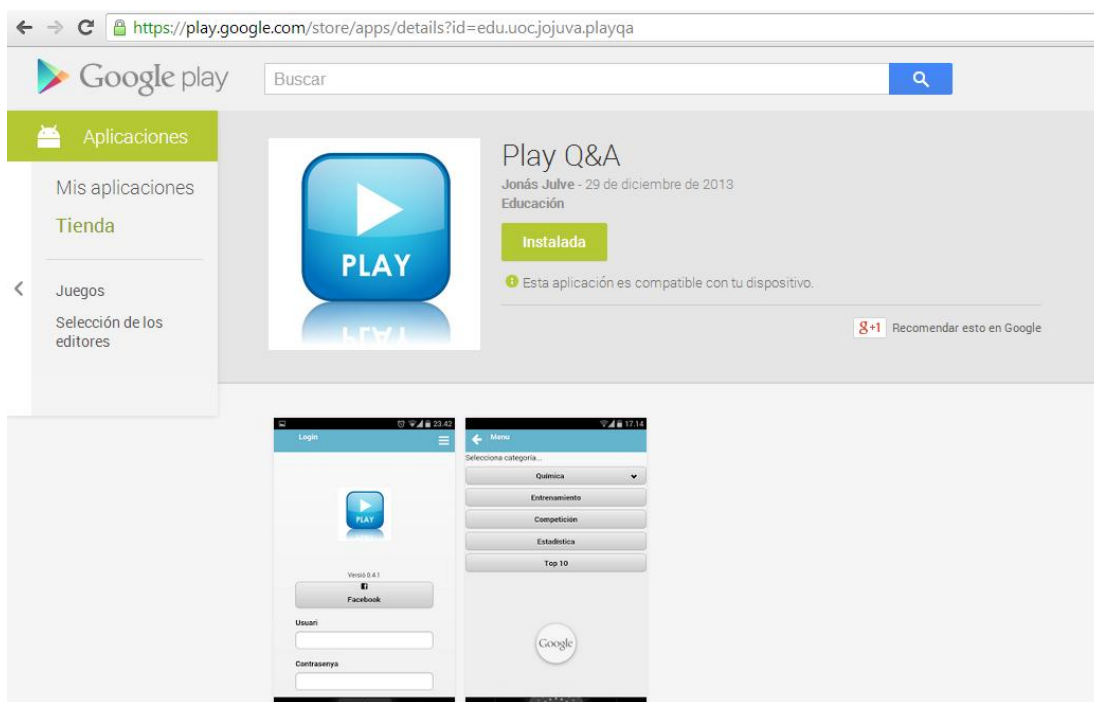 https://play.google.com/store/apps/details?id=edu.uoc.jojuva.playqa
Google play
Buscar
Aplicaciones
Mis aplicaciones
Tienda
Juegos
Selección de los
editores
PLAY
Play Q&A
Jonás Julve - 29 de diciembre de 2013
Educación
Instalada
Esta aplicación es compatible con tu dispositivo.
g+1 Recomendar esto en Google
23.42
Login
PLAY
Versió 0.4.1
Facebook
Usuari
Contrasenya
17.14
Menu
Selecciona categoría...
Química
Entrenamiento
Competición
Estadística
Top 10
Google